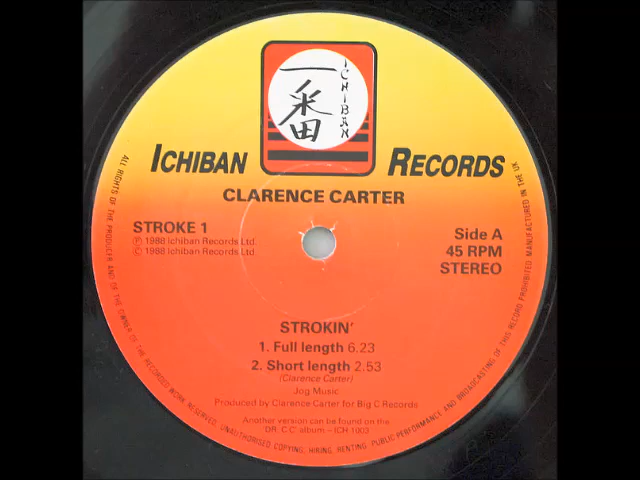 一番
ICHIBAN
ICHIBAN RECORDS
CLARENCE CARTER
STROKE 1
Ⓟ 1988 Ichiban Records Ltd.
© 1988 Ichiban Records Ltd.
Side A
45 RPM
STEREO
STROKIN'
1. Full length 6.23
2. Short length 2.53
(Clarence Carter)
Jog Music
Produced by Clarence Carter for Big C Records
Another version can be found on the
'DR. C.C' album – ICH 1003
ALL RIGHTS OF THE PRODUCER AND OF THE OWNER OF THE RECORDED WORK RESERVED. UNAUTHORISED COPYING, HIRING, RENTING, PUBLIC PERFORMANCE AND BROADCASTING OF THIS RECORD PROHIBITED. MANUFACTURED IN THE UK.